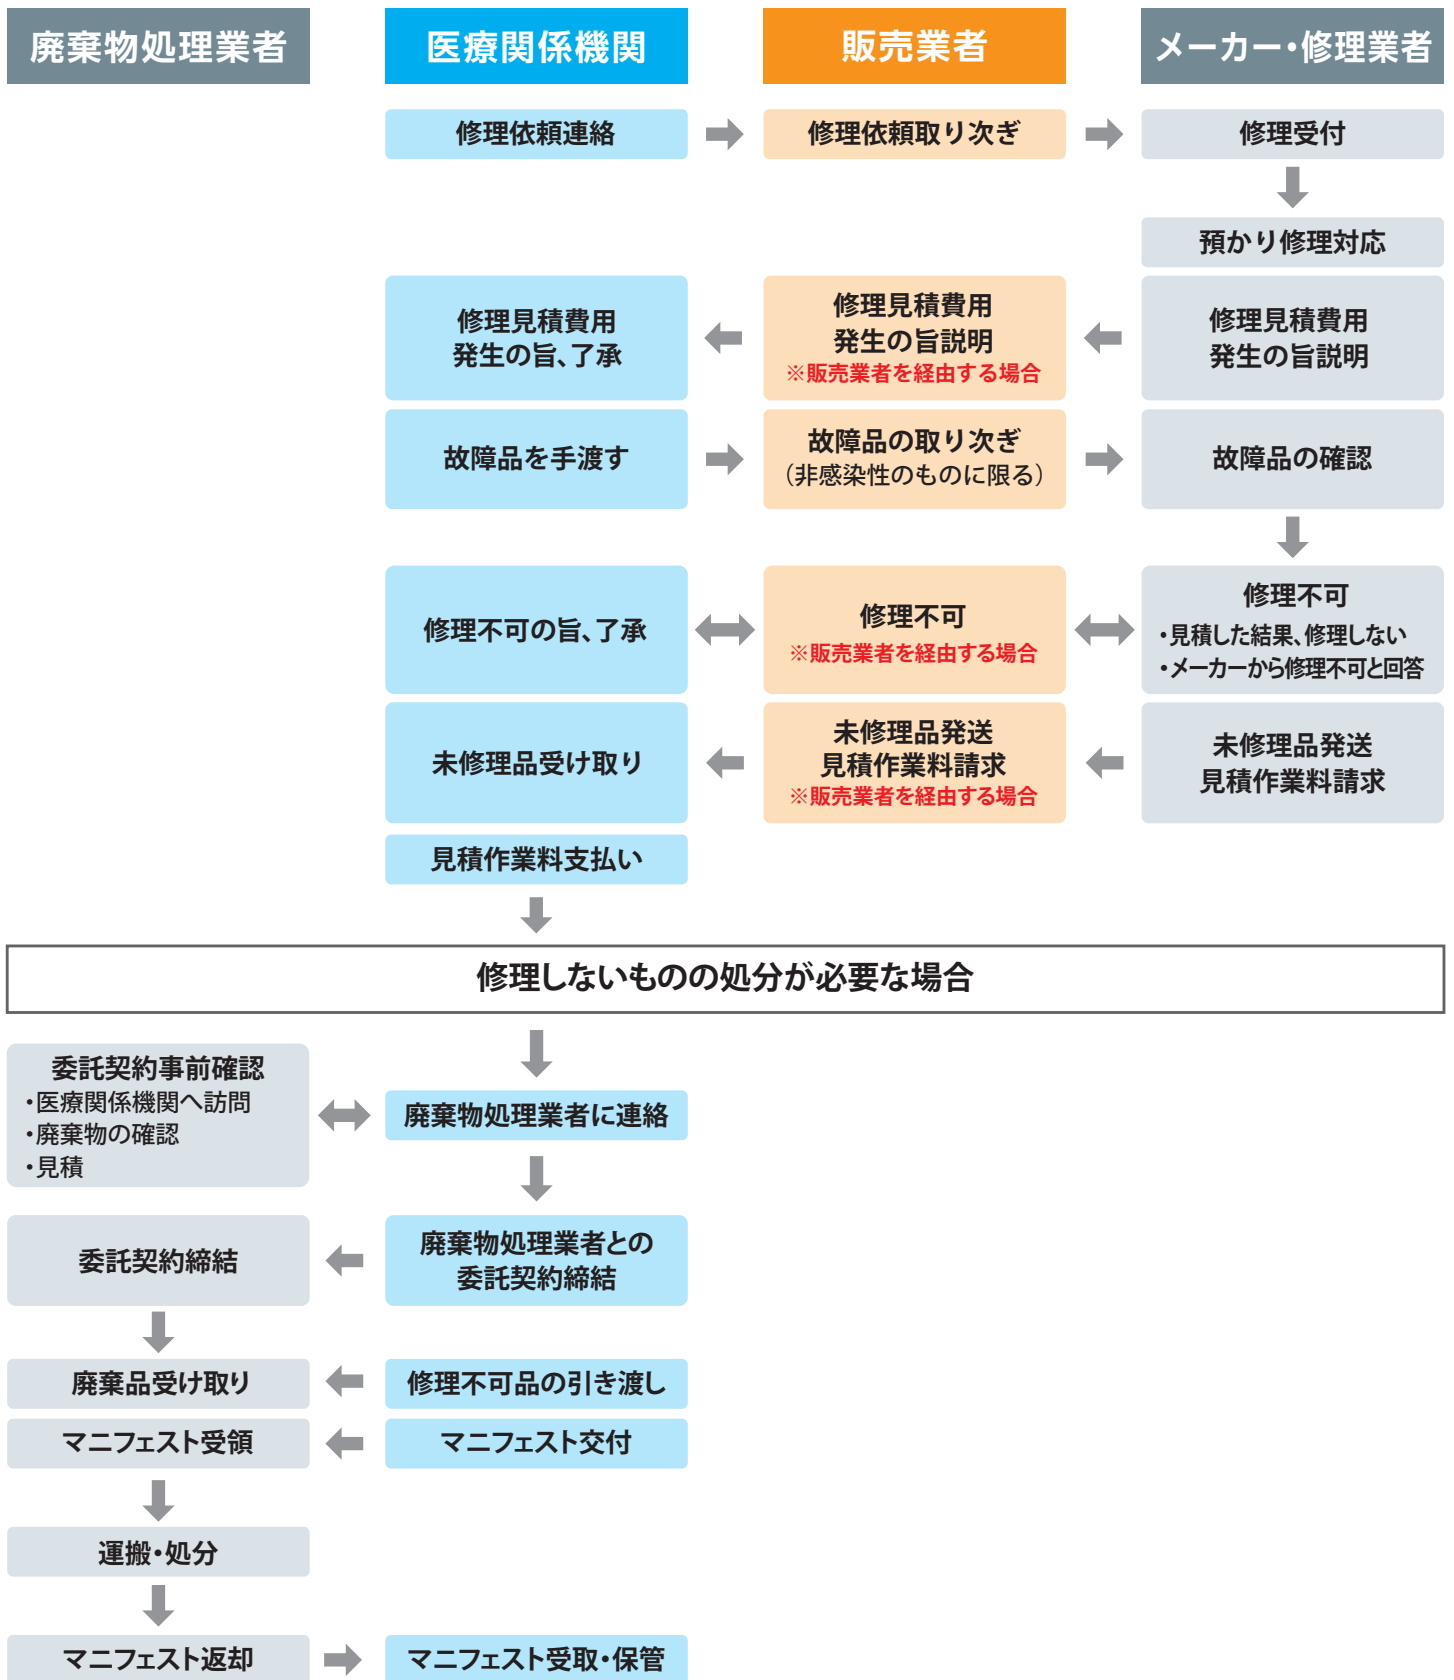 廃棄物処理業者
医療関係機関
販売業者
メーカー・修理業者
修理依頼連絡
修理依頼取り次ぎ
修理受付
預かり修理対応
修理見積費用
発生の旨、了承
修理見積費用
発生の旨説明
※販売業者を経由する場合
修理見積費用
発生の旨説明
故障品を手渡す
故障品の取り次ぎ
（非感染性のものに限る）
故障品の確認
修理不可の旨、了承
修理不可
※販売業者を経由する場合
修理不可
・見積した結果、修理しない
・メーカーから修理不可と回答
未修理品受け取り
未修理品発送
見積作業料請求
※販売業者を経由する場合
未修理品発送
見積作業料請求
見積作業料支払い
修理しないものの処分が必要な場合
委託契約事前確認
・医療関係機関へ訪問
・廃棄物の確認
・見積
廃棄物処理業者に連絡
委託契約締結
廃棄物処理業者との
委託契約締結
廃棄品受け取り
修理不可品の引き渡し
マニフェスト受領
マニフェスト交付
運搬・処分
マニフェスト返却
マニフェスト受取・保管